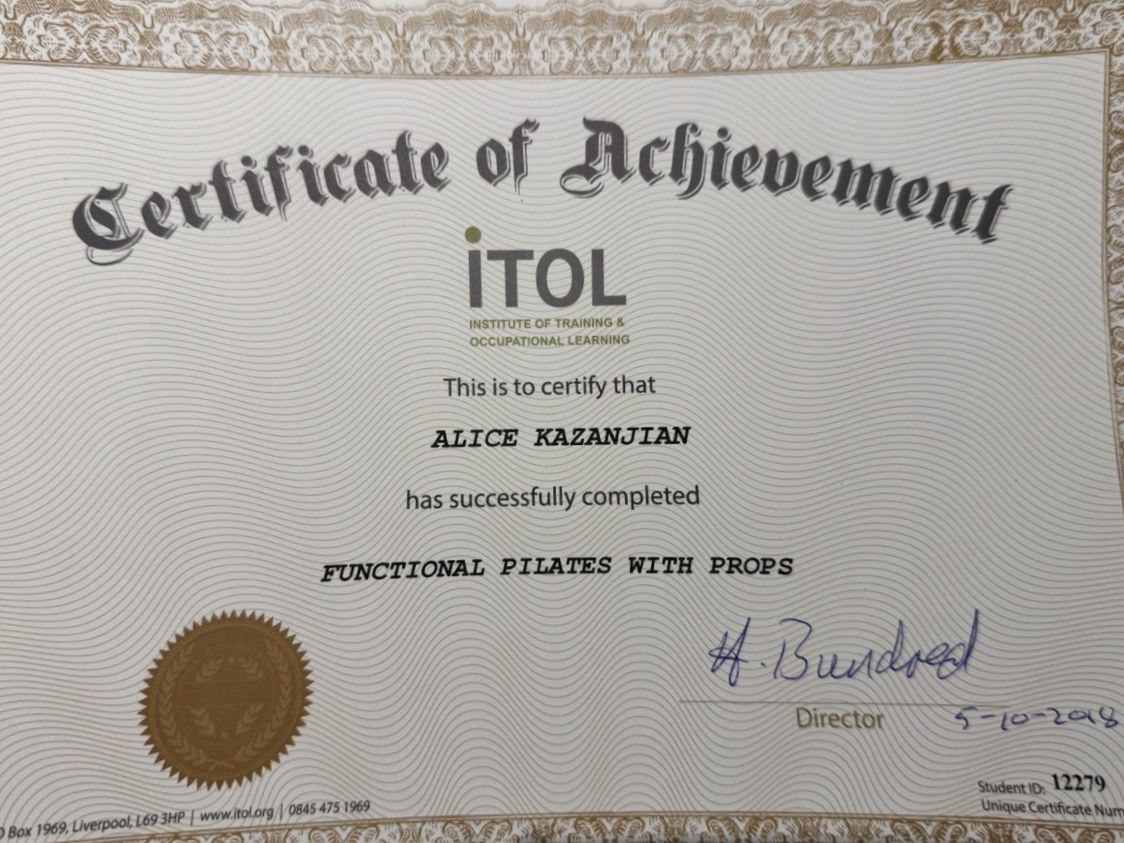 Certificate of Achievement
iTOL
INSTITUTE OF TRAINING &
OCCUPATIONAL LEARNING
This is to certify that
ALICE KAZANJIAN
has successfully completed
FUNCTIONAL PILATES WITH PROPS
H. Bundred
Director 5-10-2018
Student ID: 12279
Unique Certificate Num
O Box 1969, Liverpool, L69 3HP | www.itol.org | 0845 475 1969